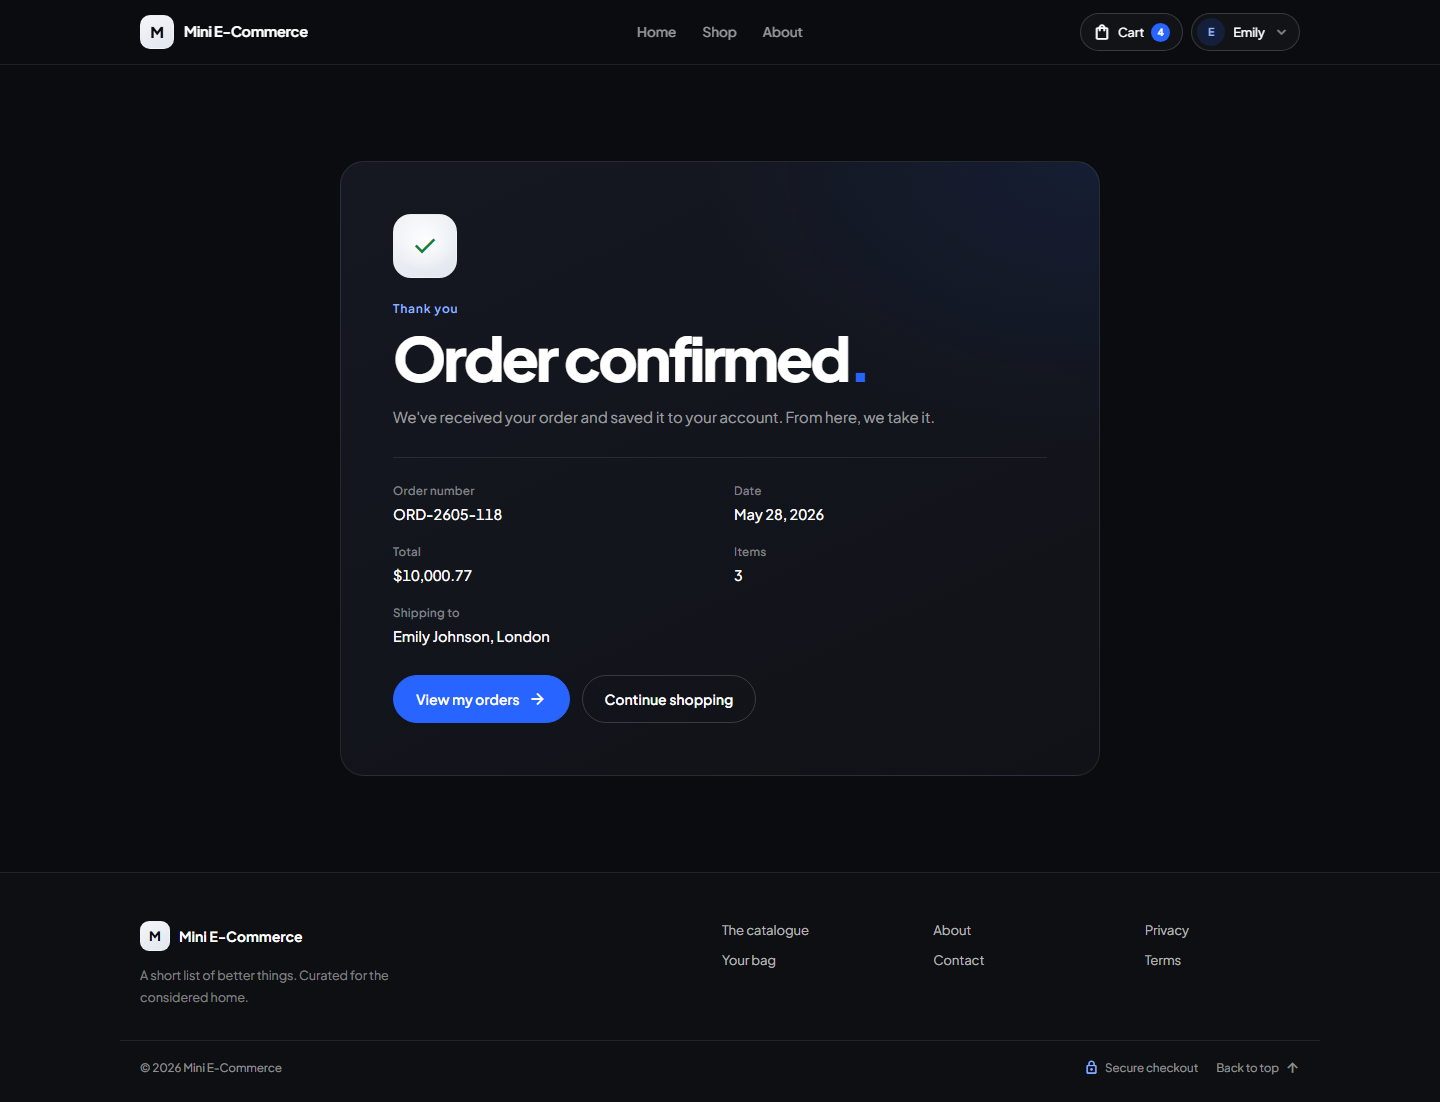 M Mini E-Commerce
Home Shop About
Cart 4
E Emily
Thank you
Order confirmed.
We've received your order and saved it to your account. From here, we take it.
Order number
ORD-2605-118
Date
May 28, 2026
Total
$10,000.77
Items
3
Shipping to
Emily Johnson, London
View my orders
Continue shopping
M Mini E-Commerce
A short list of better things. Curated for the
considered home.
The catalogue
Your bag
About
Contact
Privacy
Terms
© 2026 Mini E-Commerce
Secure checkout
Back to top